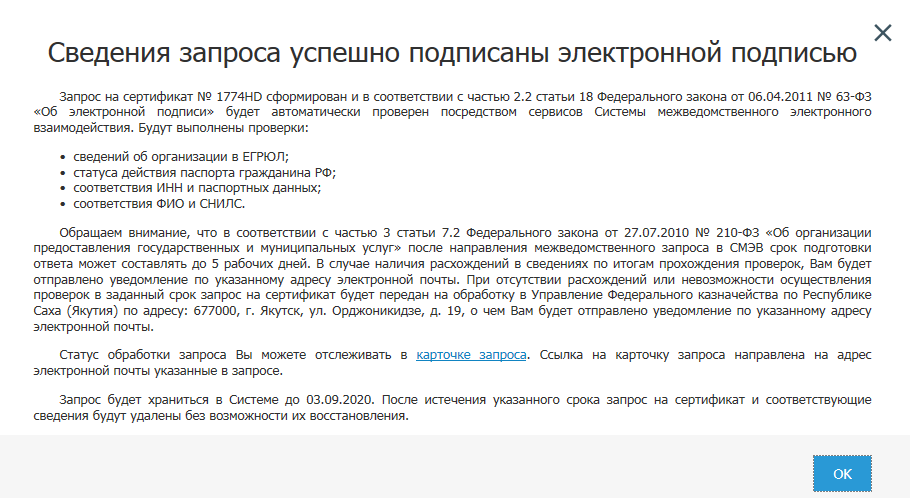 Сведения запроса успешно подписаны электронной подписью
Запрос на сертификат № 1774HD сформирован и в соответствии с частью 2.2 статьи 18 Федерального закона от 06.04.2011 № 63-ФЗ
«Об электронной подписи» будет автоматически проверен посредством сервисов Системы межведомственного электронного
взаимодействия. Будут выполнены проверки:
• сведений об организации в ЕГРЮЛ;
• статуса действия паспорта гражданина РФ;
• соответствия ИНН и паспортных данных;
• соответствия ФИО и СНИЛС.
Обращаем внимание, что в соответствии с частью 3 статьи 7.2 Федерального закона от 27.07.2010 № 210-ФЗ «Об организации
предоставления государственных и муниципальных услуг» после направления межведомственного запроса в СМЭВ срок подготовки
ответа может составлять до 5 рабочих дней. В случае наличия расхождений в сведениях по итогам прохождения проверок, Вам будет
отправлено уведомление по указанному адресу электронной почты. При отсутствии расхождений или невозможности осуществления
проверок в заданный срок запрос на сертификат будет передан на обработку в Управление Федерального казначейства по Республике
Саха (Якутия) по адресу: 677000, г. Якутск, ул. Орджоникидзе, д. 19, о чем Вам будет отправлено уведомление по указанному адресу
электронной почты.
Статус обработки запроса Вы можете отслеживать в карточке запроса. Ссылка на карточку запроса направлена на адрес
электронной почты указанные в запросе.
Запрос будет храниться в Системе до 03.09.2020. После истечения указанного срока запрос на сертификат и соответствующие
сведения будут удалены без возможности их восстановления.
ОК